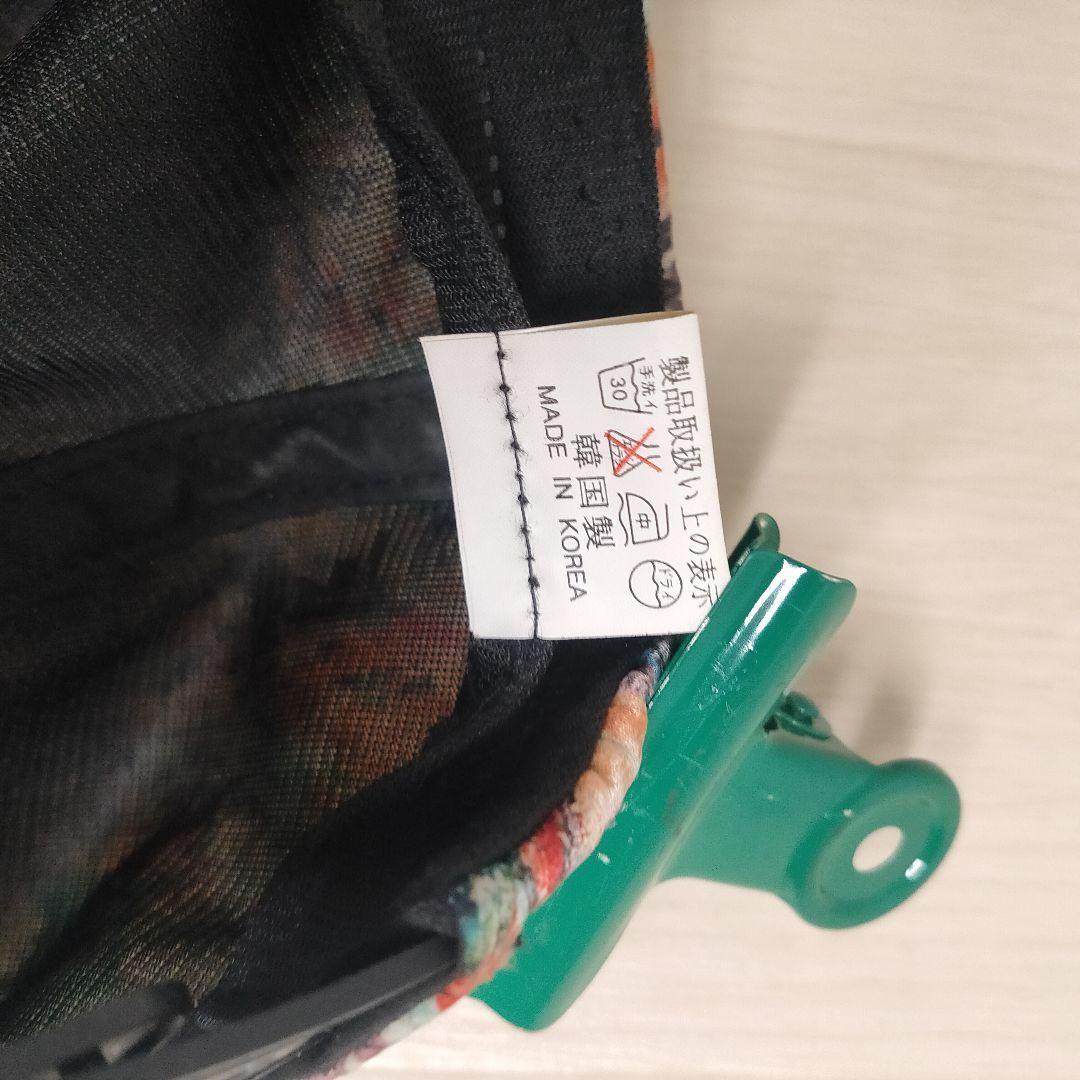 製品取扱い上の表示
手洗イ
30
中
ドライ
韓国製
MADE IN KOREA